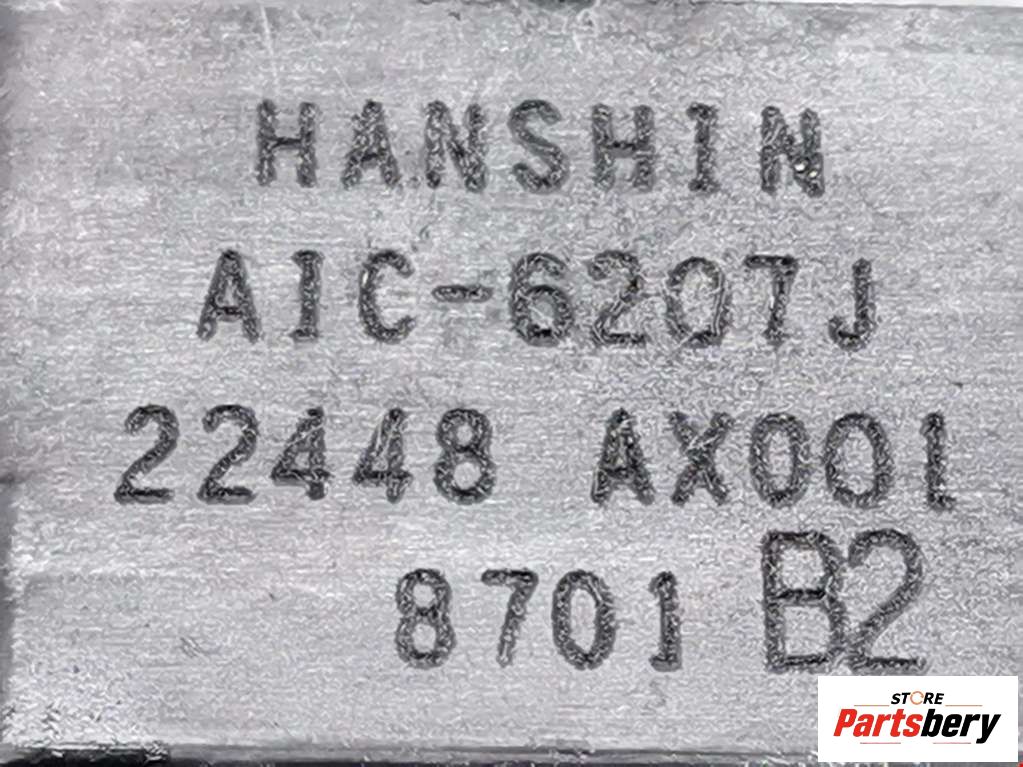 HANSHIN
AIC-6207J
22448 AX001
8701 B2
STORE
Partsbery